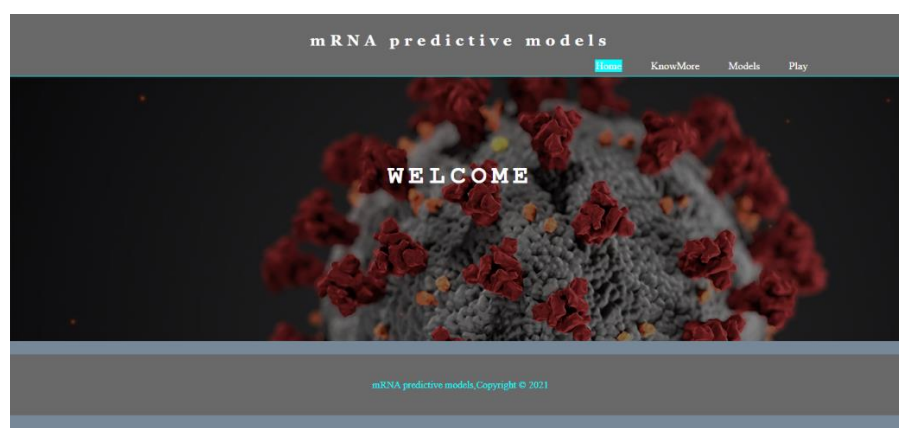 mRNA predictive models
Home KnowMore Models Play
WELCOME
mRNA predictive models,Copyright © 2021